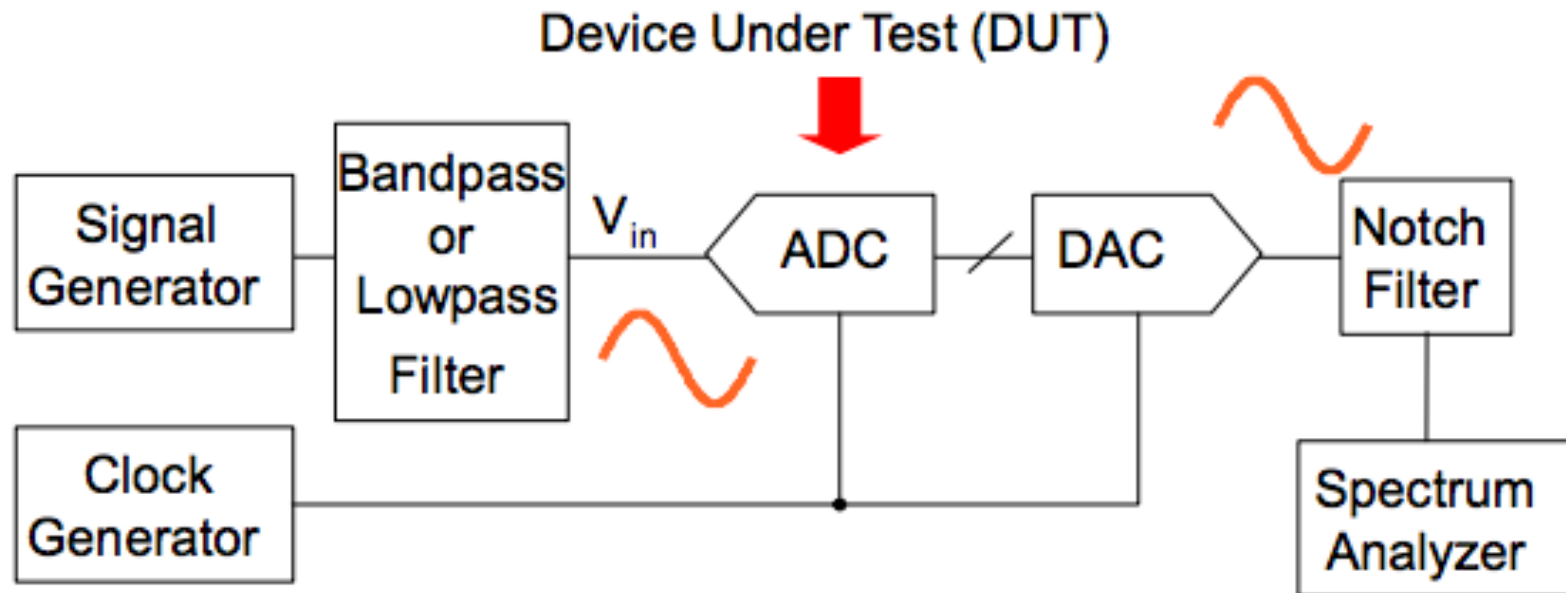 Device Under Test (DUT)
Signal
Generator
Bandpass
or
Lowpass
Filter
Vin
ADC
DAC
Notch
Filter
Clock
Generator
Spectrum
Analyzer